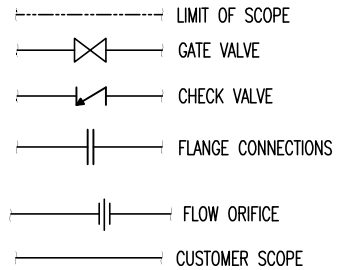 LIMIT OF SCOPE
GATE VALVE
CHECK VALVE
FLANGE CONNECTIONS
FLOW ORIFICE
CUSTOMER SCOPE